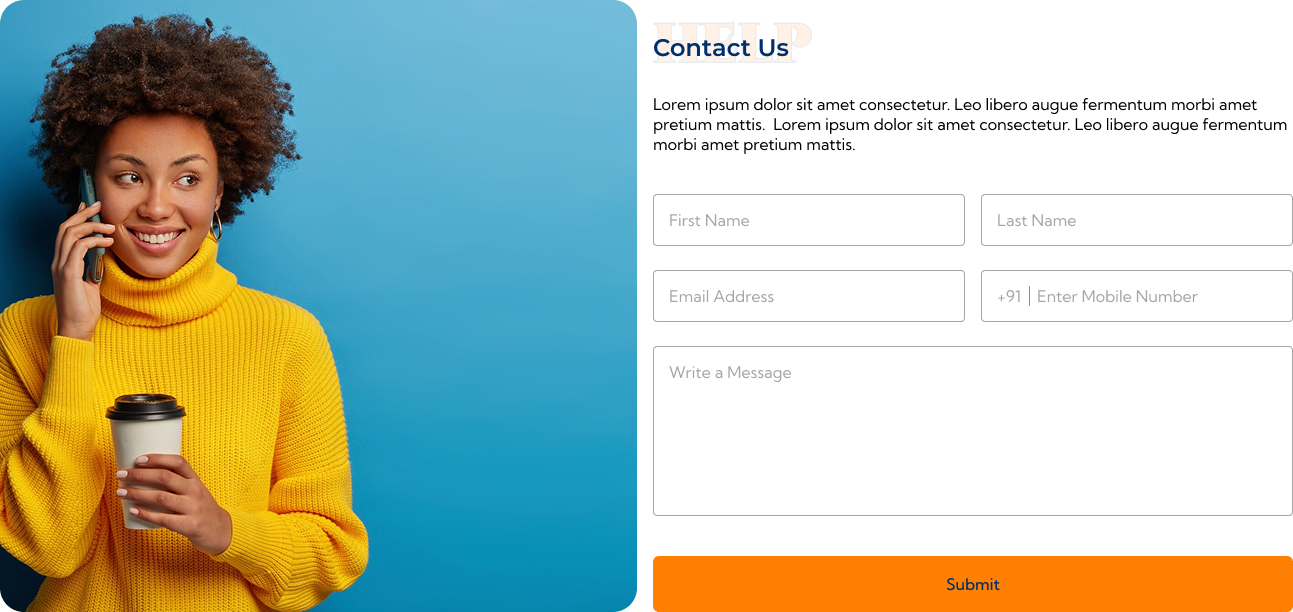 HELP
Contact Us
Lorem ipsum dolor sit amet consectetur. Leo libero augue fermentum morbi amet
pretium mattis.  Lorem ipsum dolor sit amet consectetur. Leo libero augue fermentum
morbi amet pretium mattis.
First Name
Last Name
Email Address
+91 | Enter Mobile Number
Write a Message
Submit